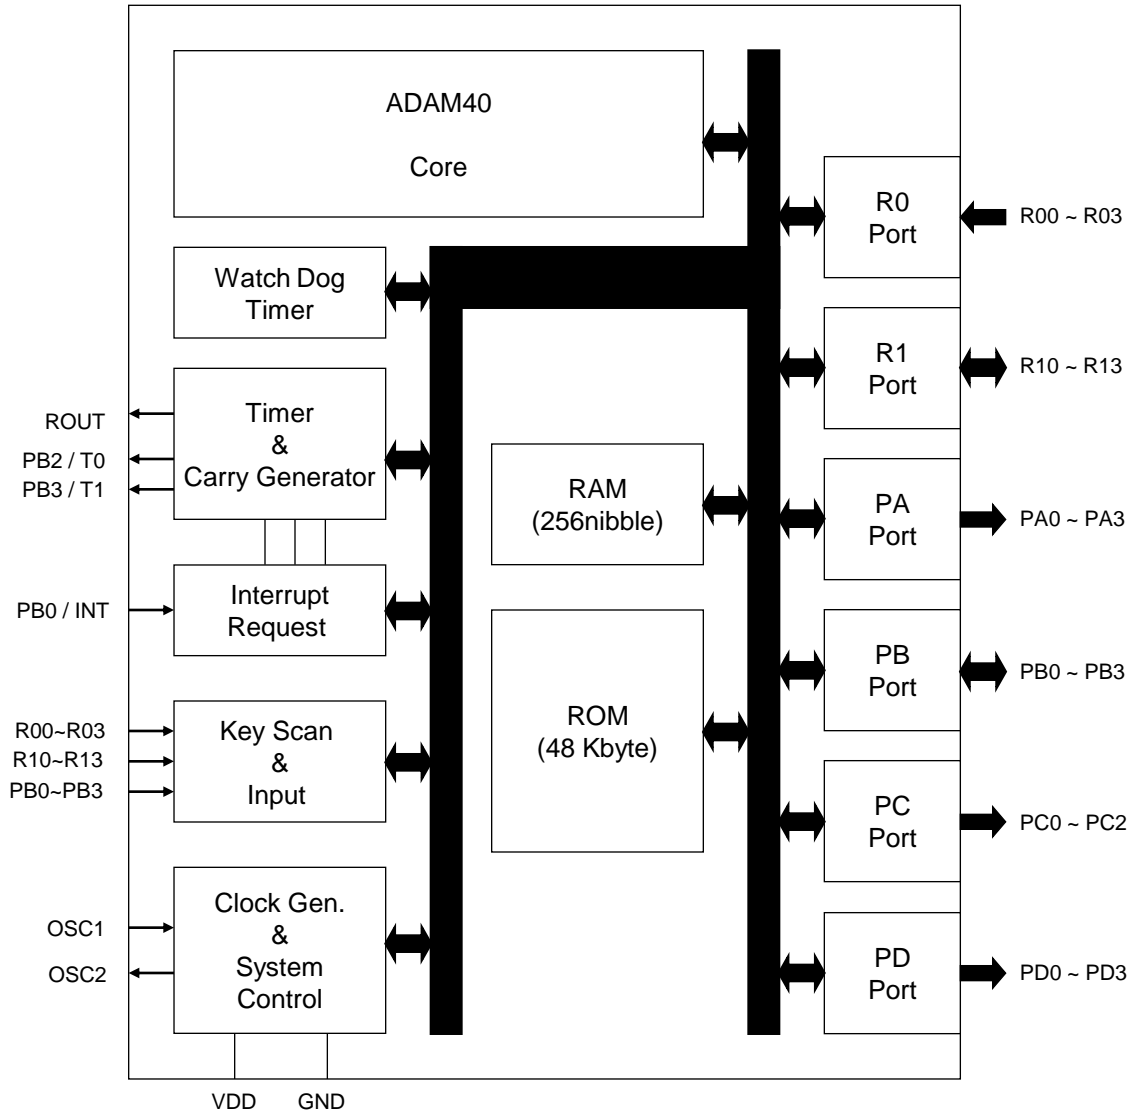 ADAM40
Core
R0
Port
R00 ~ R03
Watch Dog
Timer
R1
Port
R10 ~ R13
ROUT
PB2 / T0
PB3 / T1
Timer
&
Carry Generator
RAM
(256nibble)
PA
Port
PA0 ~ PA3
PB0 / INT
Interrupt
Request
PB
Port
PB0 ~ PB3
R00~R03
R10~R13
PB0~PB3
Key Scan
&
Input
ROM
(48 Kbyte)
PC
Port
PC0 ~ PC2
OSC1
OSC2
Clock Gen.
&
System
Control
PD
Port
PD0 ~ PD3
VDD
GND